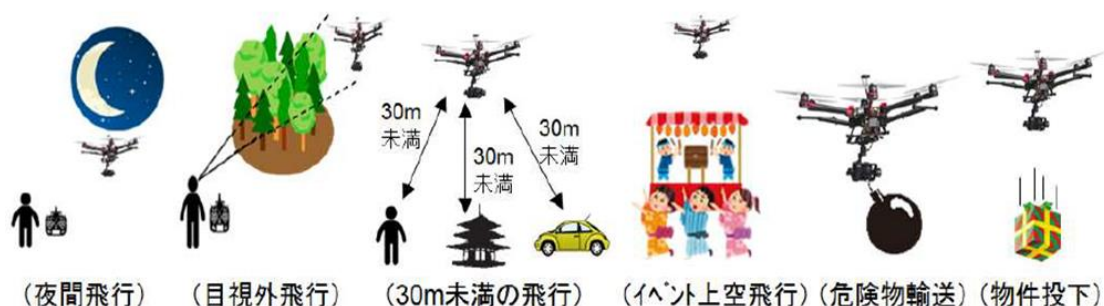 30m
未満
30m
未満
30m
未満
(夜間飛行)
(目視外飛行)
(30m未満の飛行)
(ｲﾍﾞﾝﾄ上空飛行)
(危険物輸送)
(物件投下)